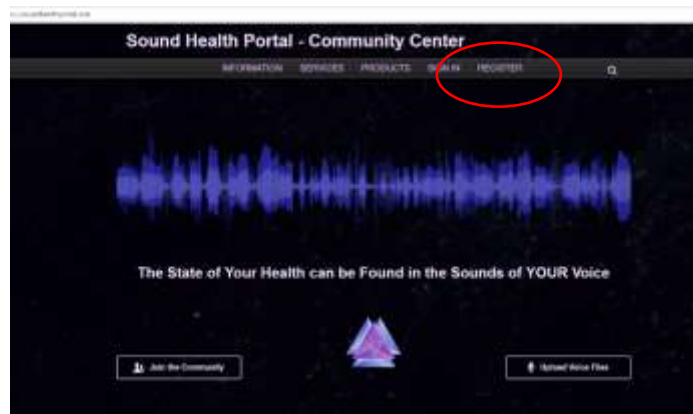 Sound Health Portal - Community Center
INFORMATION SERVICES PRODUCTS SIGN IN REGISTER
The State of Your Health can be Found in the Sounds of YOUR Voice
Join the Community
Upload Voice Files